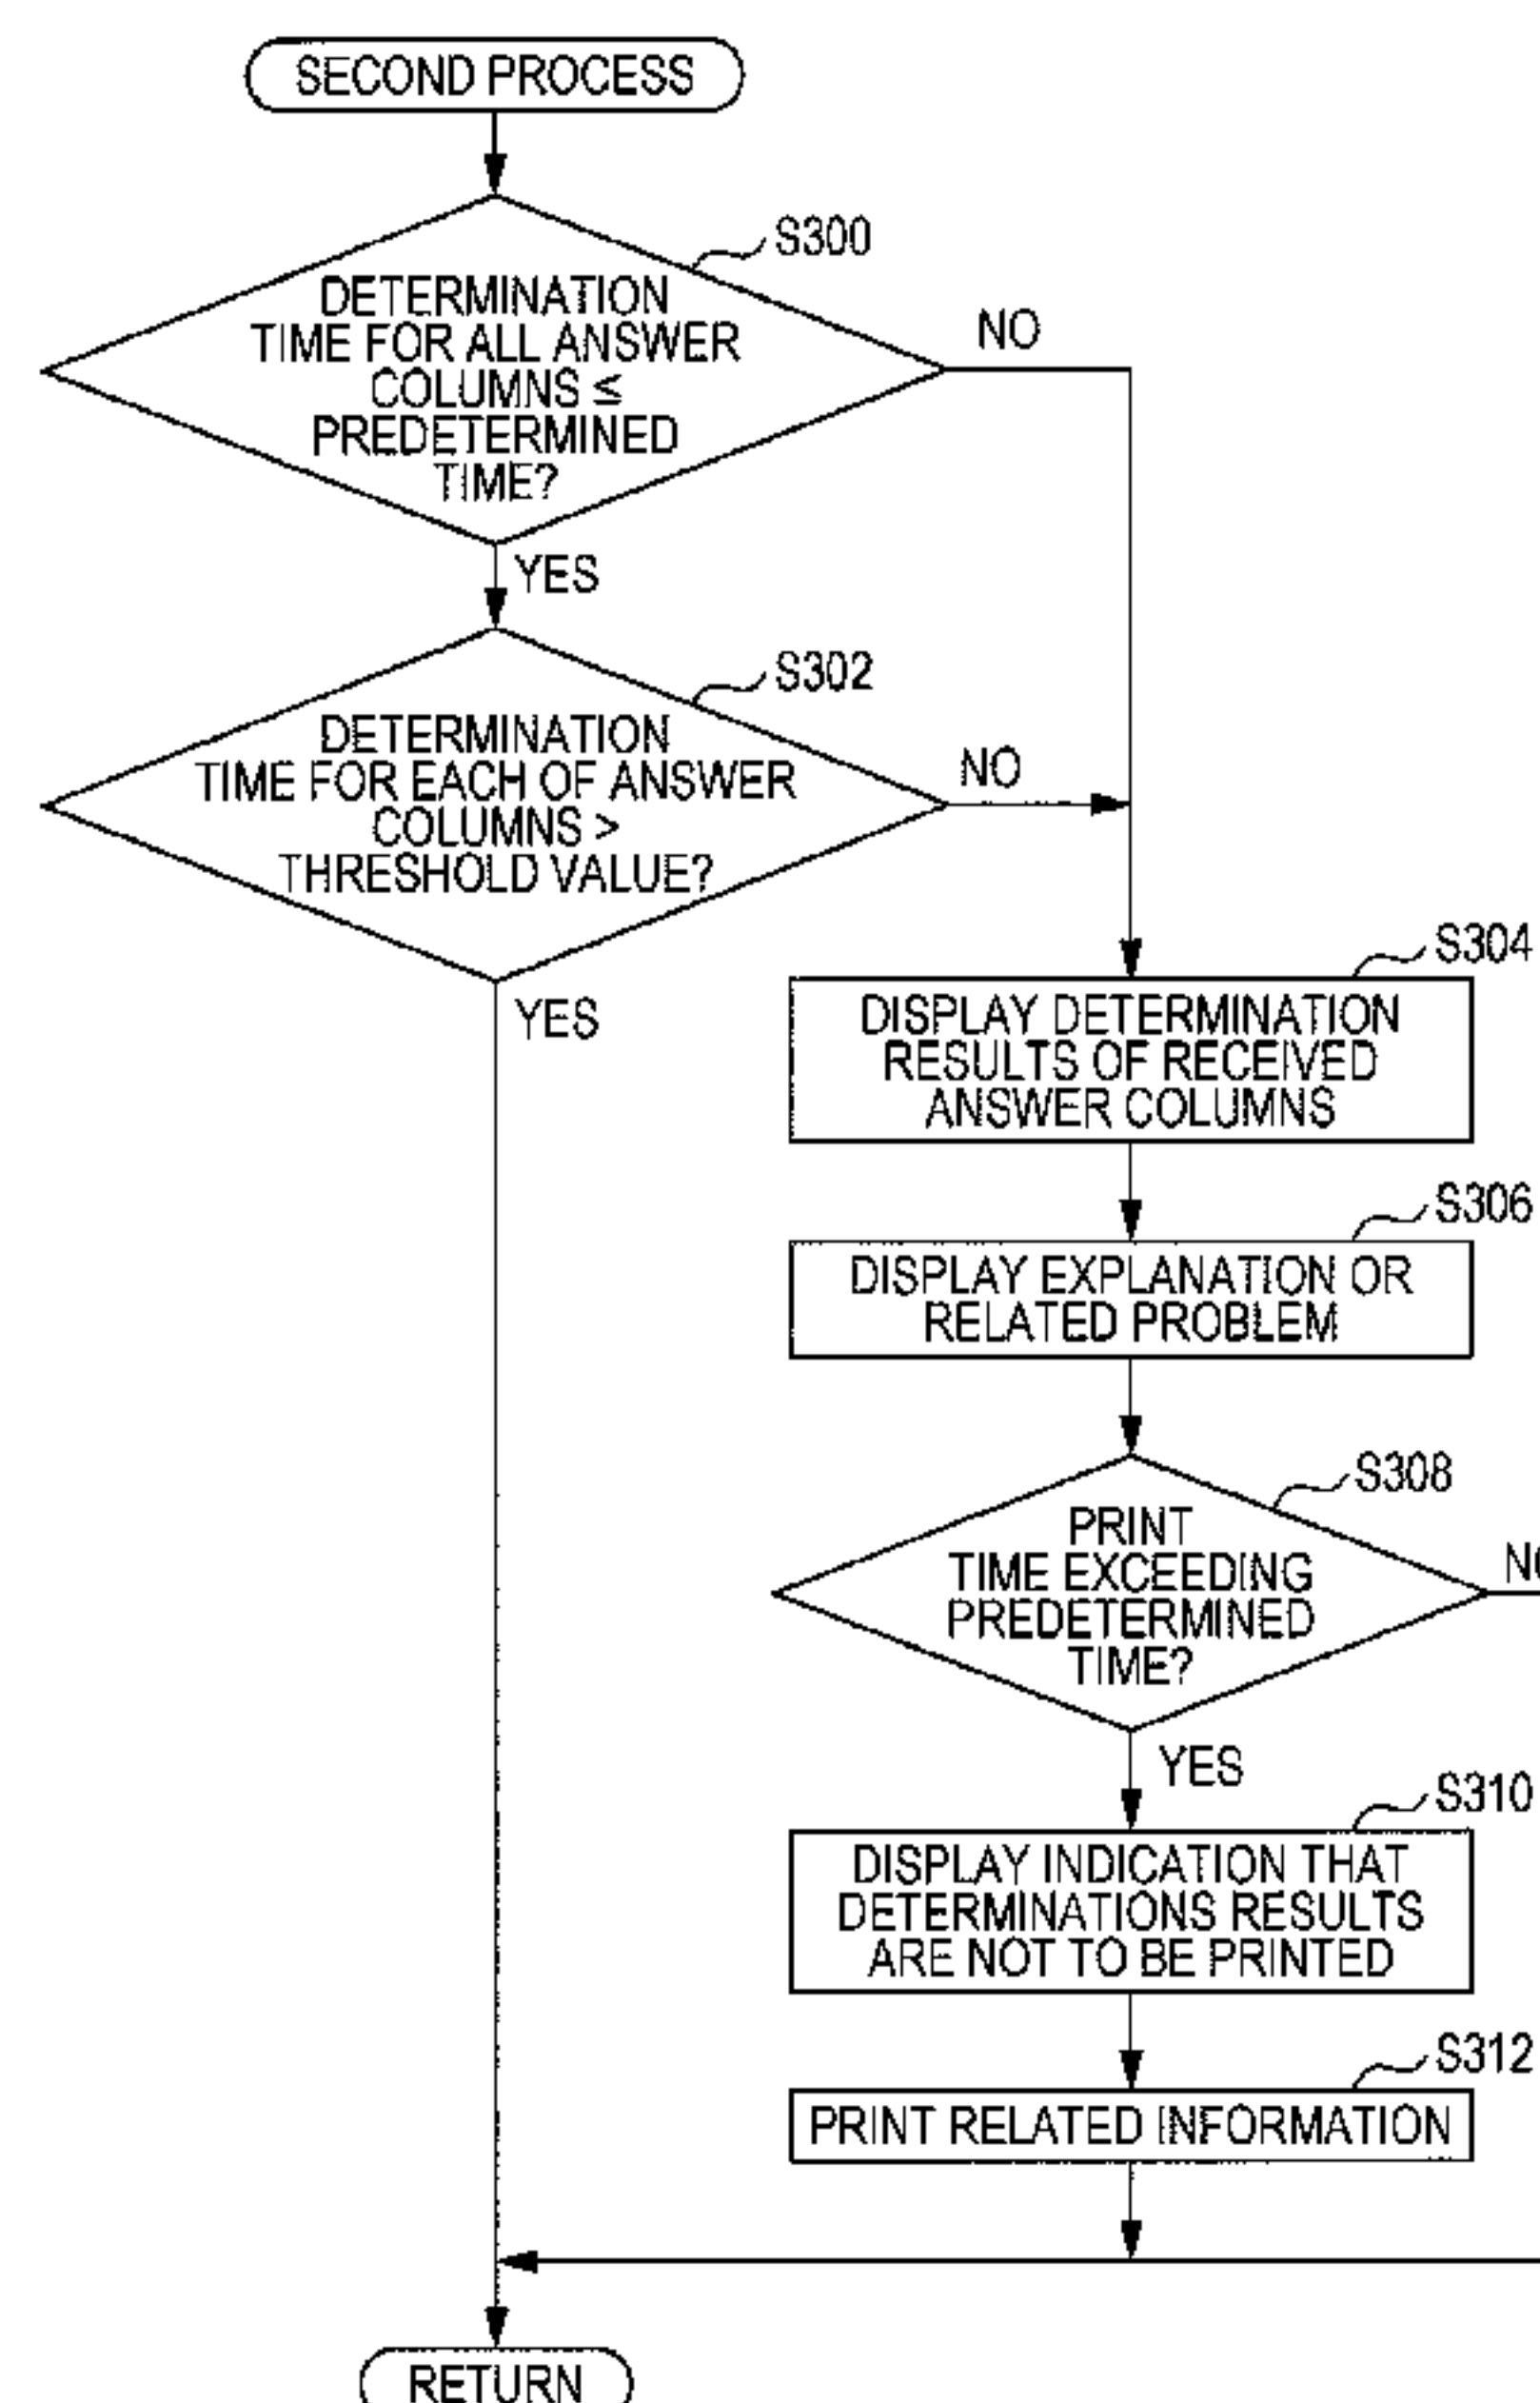 SECOND PROCESS
S300
DETERMINATION
TIME FOR ALL ANSWER
COLUMNS ≤
PREDETERMINED
TIME?
NO
YES
S302
DETERMINATION
TIME FOR EACH OF ANSWER
COLUMNS >
THRESHOLD VALUE?
NO
YES
S304
DISPLAY DETERMINATION
RESULTS OF RECEIVED
ANSWER COLUMNS
S306
DISPLAY EXPLANATION OR
RELATED PROBLEM
S308
PRINT
TIME EXCEEDING
PREDETERMINED
TIME?
YES
S310
DISPLAY INDICATION THAT
DETERMINATIONS RESULTS
ARE NOT TO BE PRINTED
S312
PRINT RELATED INFORMATION
RETURN